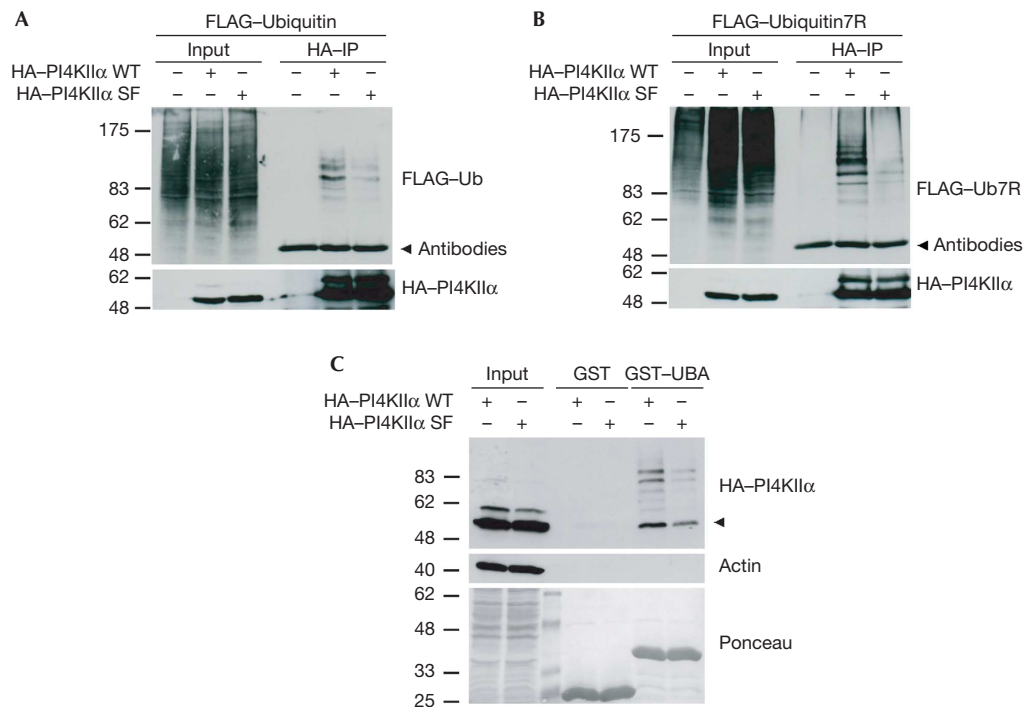 A
FLAG–Ubiquitin
Input HA–IP
HA–PI4KIIα WT – + – – + –
HA–PI4KIIα SF – – + – – +
175
83
62
48
FLAG–Ub
◄ Antibodies
62
48
HA–PI4KIIα
B
FLAG–Ubiquitin7R
Input HA–IP
HA–PI4KIIα WT – + – – + –
HA–PI4KIIα SF – – + – – +
175
83
62
48
FLAG–Ub7R
◄ Antibodies
62
48
HA–PI4KIIα
C
Input GST GST–UBA
HA–PI4KIIα WT + – + – + –
HA–PI4KIIα SF – + – + – +
83
62
48
HA–PI4KIIα
◄
40
Actin
62
48
33
25
Ponceau